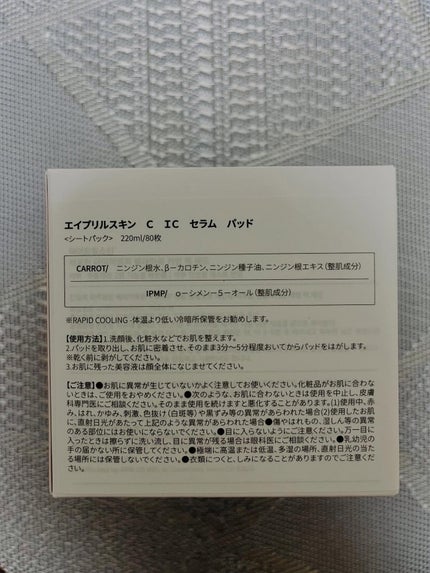 エイプリルスキン C IC セラム パッド
<シートパック> 220ml/80枚
CARROT/ ニンジン根水、β－カロチン、ニンジン種子油、ニンジン根エキス（整肌成分）
IPMP/ o－シメン－5－オール（整肌成分）
※RAPID COOLING -体温より低い冷暗所保管をお勧めします。
【使用方法】1.洗顔後、化粧水などでお肌を整えます。
2.パッドを取り出し、お肌に密着させ、そのまま3分～5分程度おいてからパッドをはがします。
※乾く前に剥がしてください。
3.お肌に残った美容液は顔全体になじませてください。
【ご注意】●お肌に異常が生じていないかよく注意してお使いください。化粧品がお肌に合わ
ないときは、ご使用をおやめください。●次のような、お肌に合わないときは使用を中止し、皮膚
科専門医にご相談ください。そのまま使用を続けますと悪化することがあります。(1)使用中、赤
み、はれ、かゆみ、刺激、色抜け（白斑等）や黒ずみ等の異常があらわれた場合(2)使用したお肌
に、直射日光があたって上記のような異常があらわれた場合●傷やはれもの、湿しん等の異常
のある部位にはお使いにならないでください。●目に入らないようにご注意ください。万一目に
入ったときは擦らずに洗い流し、目に異常が残る場合は眼科医にご相談ください。●乳幼児の
手の届かない所に保管してください。●極端に高温または低温、多湿の場所、直射日光の当た
る場所には保管しないでください。●衣類につくと、しみになることがありますのでご注意くだ
さい。